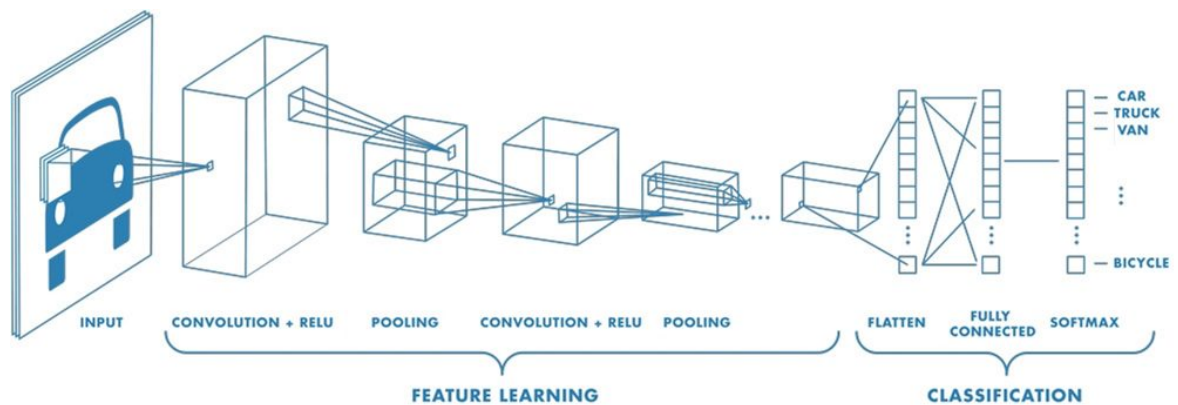 CAR
TRUCK
VAN
BICYCLE
INPUT
CONVOLUTION + RELU
POOLING
CONVOLUTION + RELU
POOLING
FLATTEN
FULLY
CONNECTED
SOFTMAX
FEATURE LEARNING
CLASSIFICATION